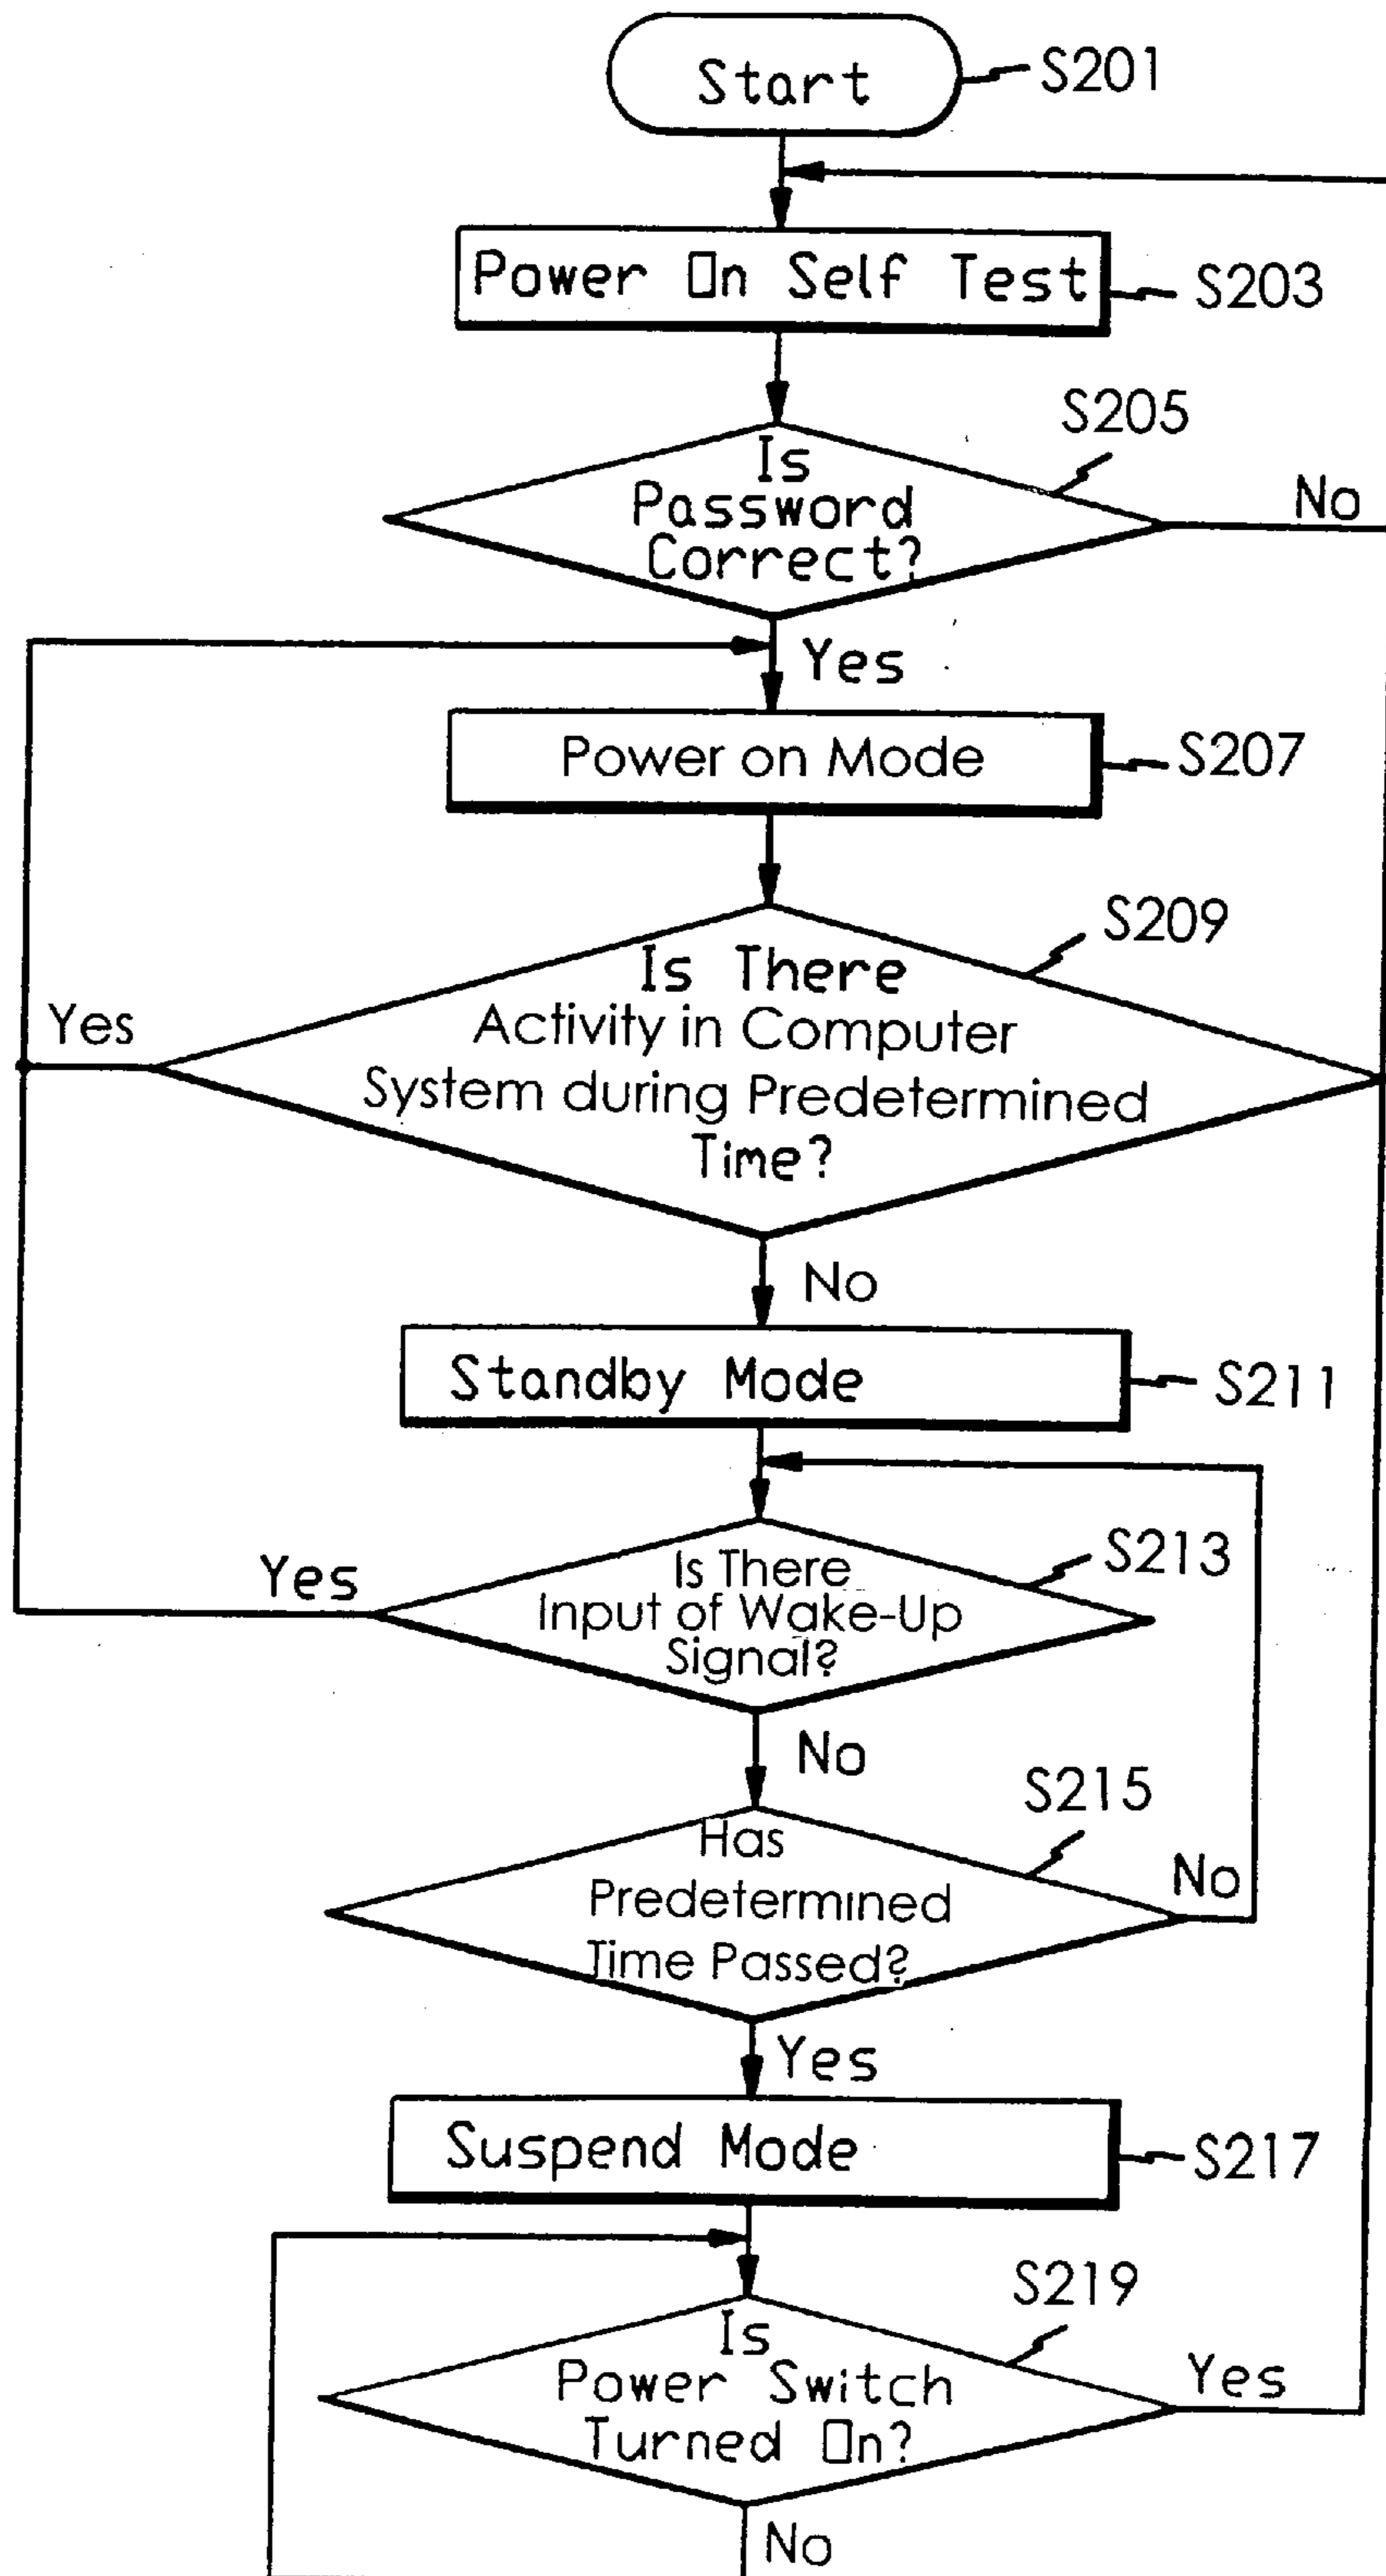 Start
S201
Power On Self Test
S203
S205
Is
Password
Correct?
No
Yes
Power on Mode
S207
S209
Is There
Activity in Computer
System during Predetermined
Time?
Yes
No
Standby Mode
S211
S213
Is There
Input of Wake-Up
Signal?
Yes
No
S215
Has
Predetermined
Time Passed?
No
Yes
Suspend Mode
S217
S219
Is
Power Switch
Turned On?
Yes
No